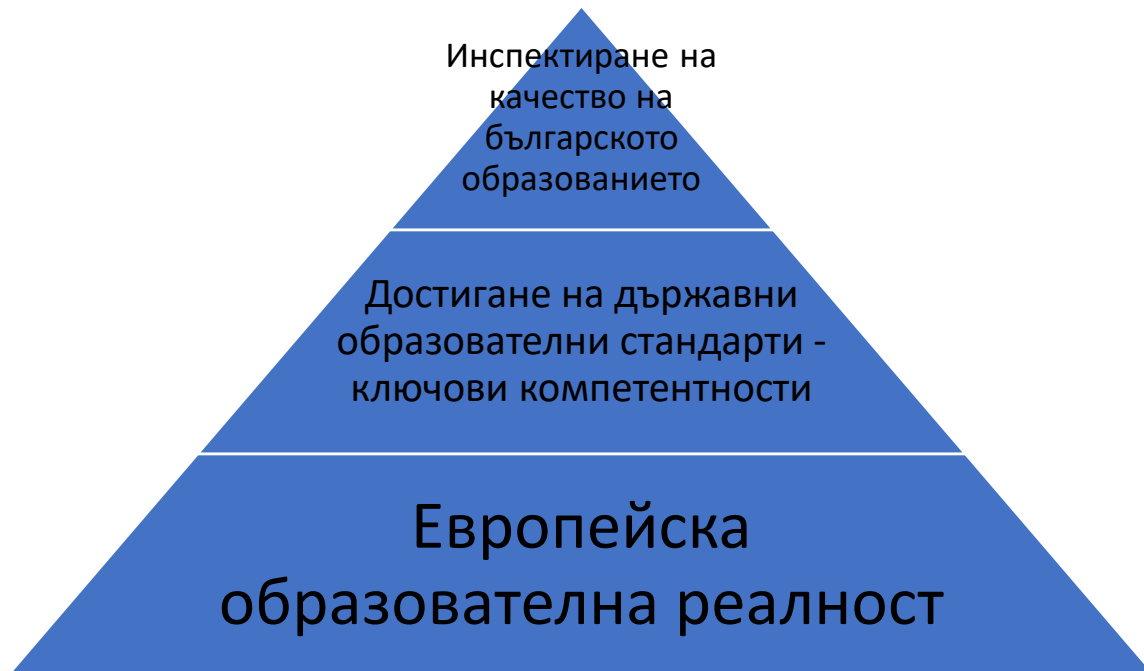 Инспектиране на
качество на
българското
образованието
Достигане на държавни
образователни стандарти -
ключови компетентности
Европейска
образователна реалност